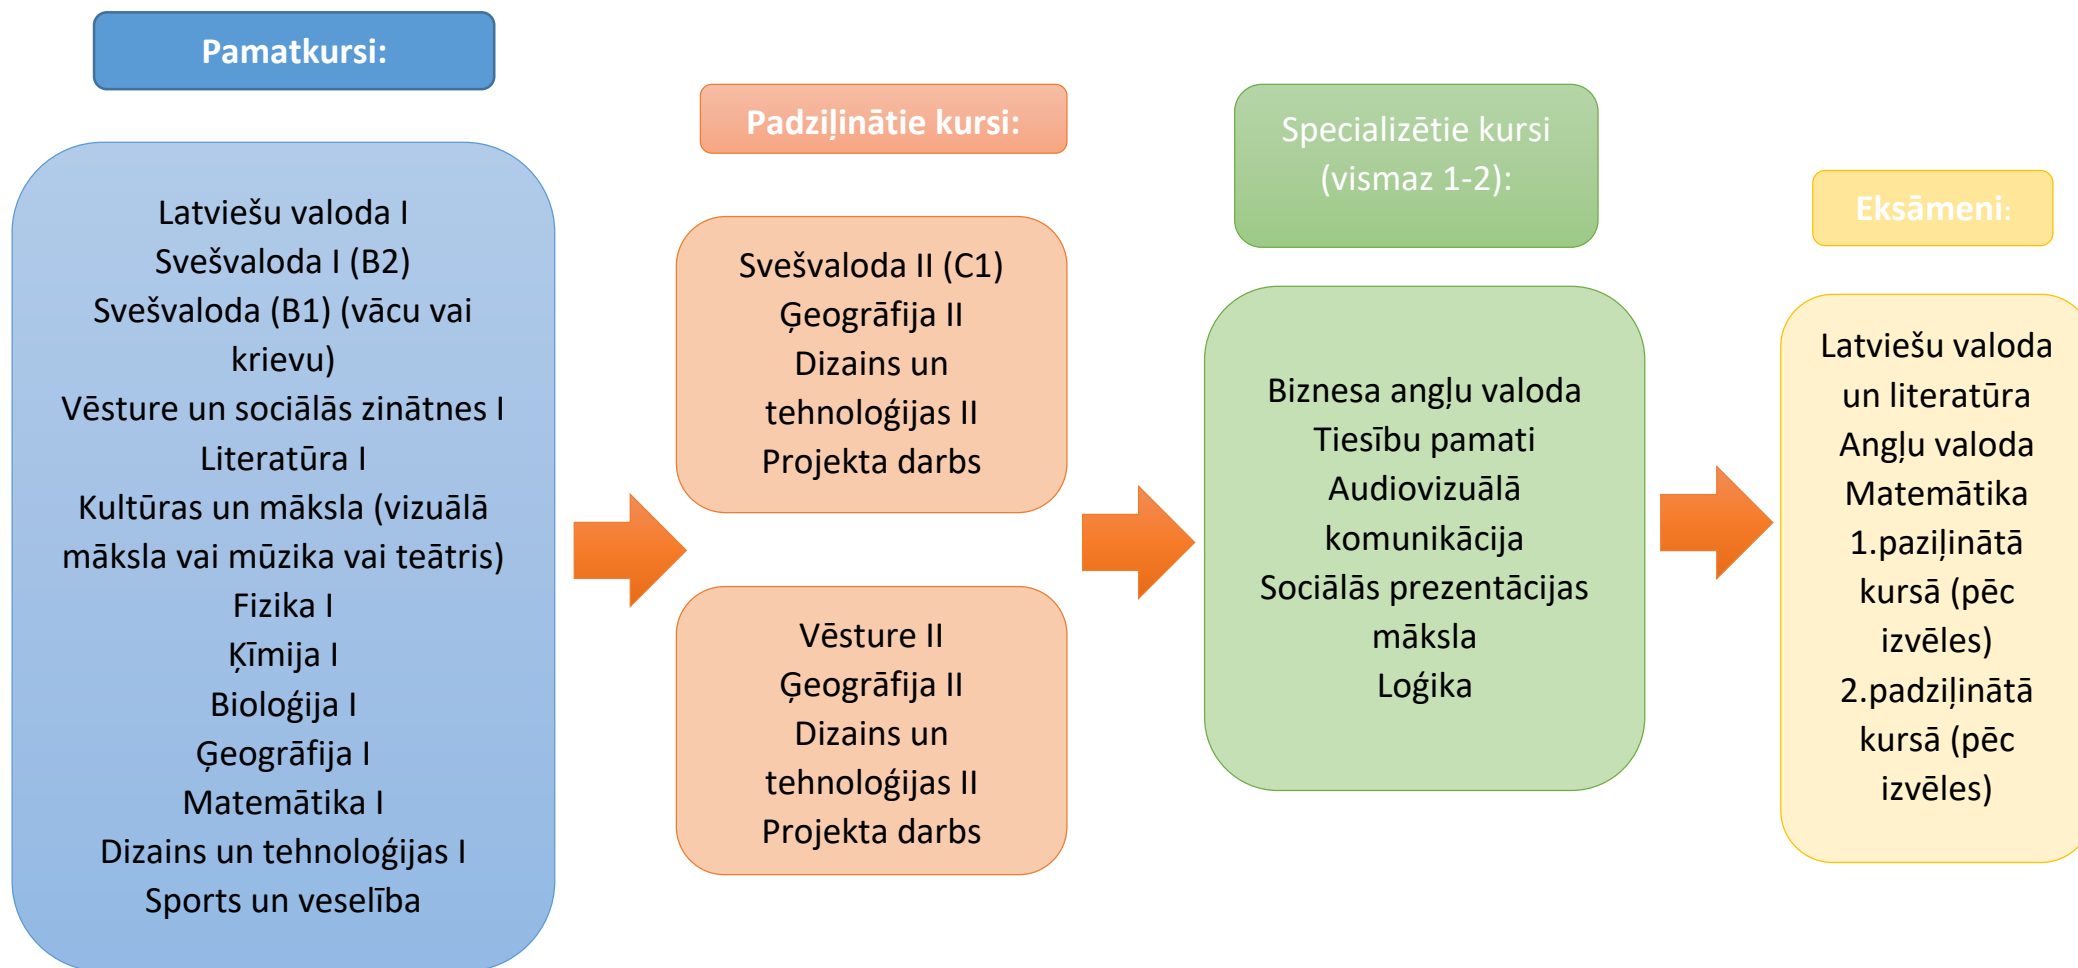 Pamatkursi:
Latviešu valoda I
Svešvaloda I (B2)
Svešvaloda (B1) (vācu vai
krievu)
Vēsture un sociālās zinātnes I
Literatūra I
Kultūras un māksla (vizuālā
māksla vai mūzika vai teātris)
Fizika I
Ķīmija I
Bioloģija I
Ģeogrāfija I
Matemātika I
Dizains un tehnoloģijas I
Sports un veselība
Padziļinātie kursi:
Svešvaloda II (C1)
Ģeogrāfija II
Dizains un
tehnoloģijas II
Projekta darbs
Vēsture II
Ģeogrāfija II
Dizains un
tehnoloģijas II
Projekta darbs
Specializētie kursi
(vismaz 1-2):
Biznesa angļu valoda
Tiesību pamati
Audiovizuālā
komunikācija
Sociālās prezentācijas
māksla
Loģika
Eksāmeni:
Latviešu valoda
un literatūra
Angļu valoda
Matemātika
1.paziļinātā
kursā (pēc
izvēles)
2.padziļinātā
kursā (pēc
izvēles)